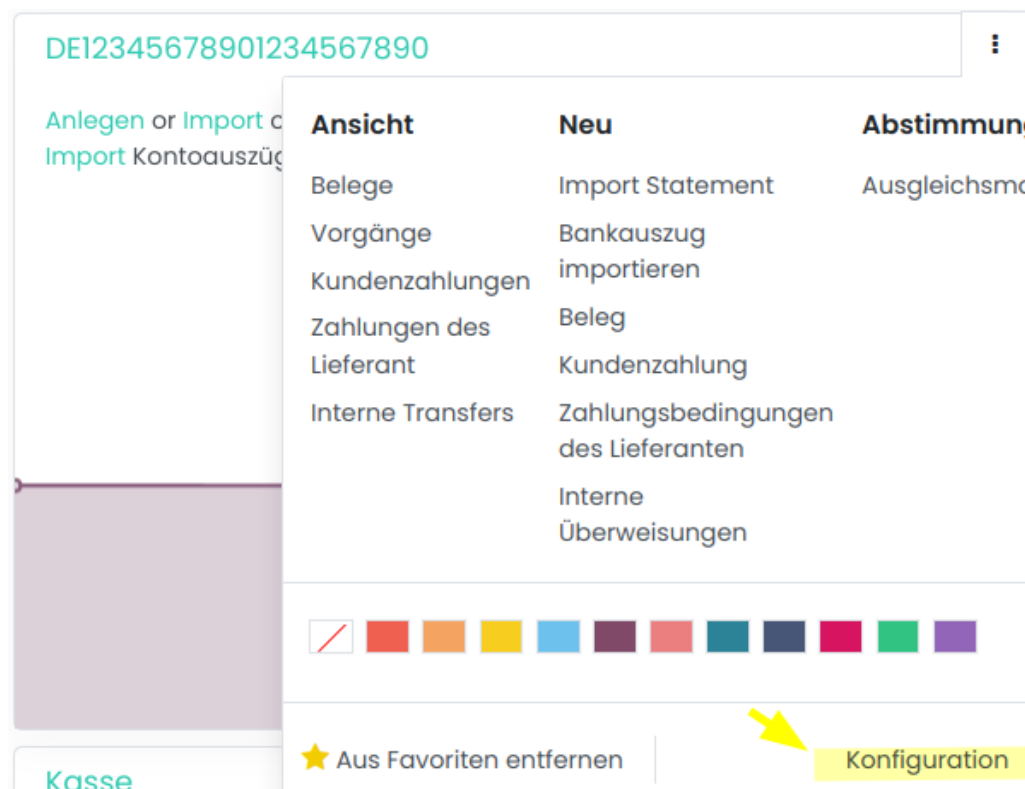 DE12345678901234567890
Anlegen or Import
Import
Ansicht
Belege
Vorgänge
Kundenzahlungen
Zahlungen des
Lieferant
Interne Transfers
Neu
Import Statement
Bankauszug
importieren
Beleg
Kundenzahlung
Zahlungsbedingungen
des Lieferanten
Interne
Überweisungen
Aus Favoriten entfernen
Konfiguration
Kasse